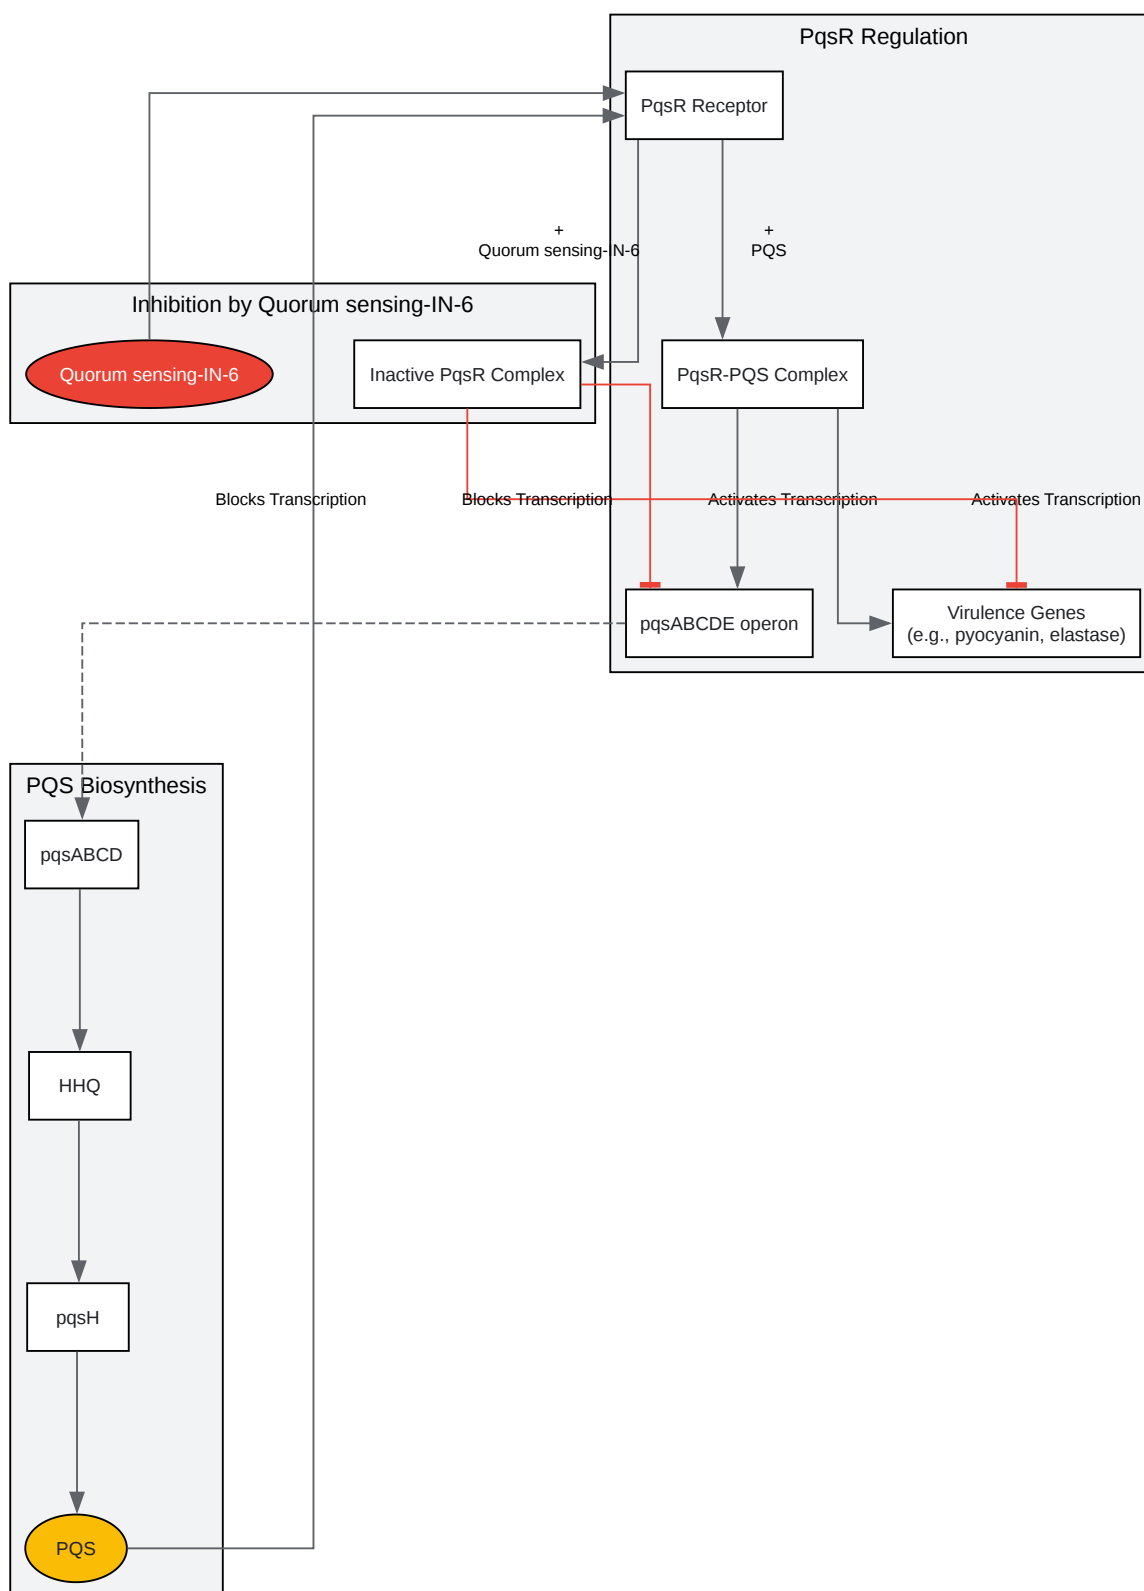 PqsR Regulation
PqsR Receptor
+
Quorum sensing-IN-6
+
PQS
Inhibition by Quorum sensing-IN-6
Quorum sensing-IN-6
Inactive PqsR Complex
PqsR-PQS Complex
Blocks Transcription
Blocks Transcription
Activates Transcription
Activates Transcription
pqsABCDE operon
Virulence Genes
(e.g., pyocyanin, elastase)
PQS Biosynthesis
pqsABCD
HHQ
pqsH
PQS